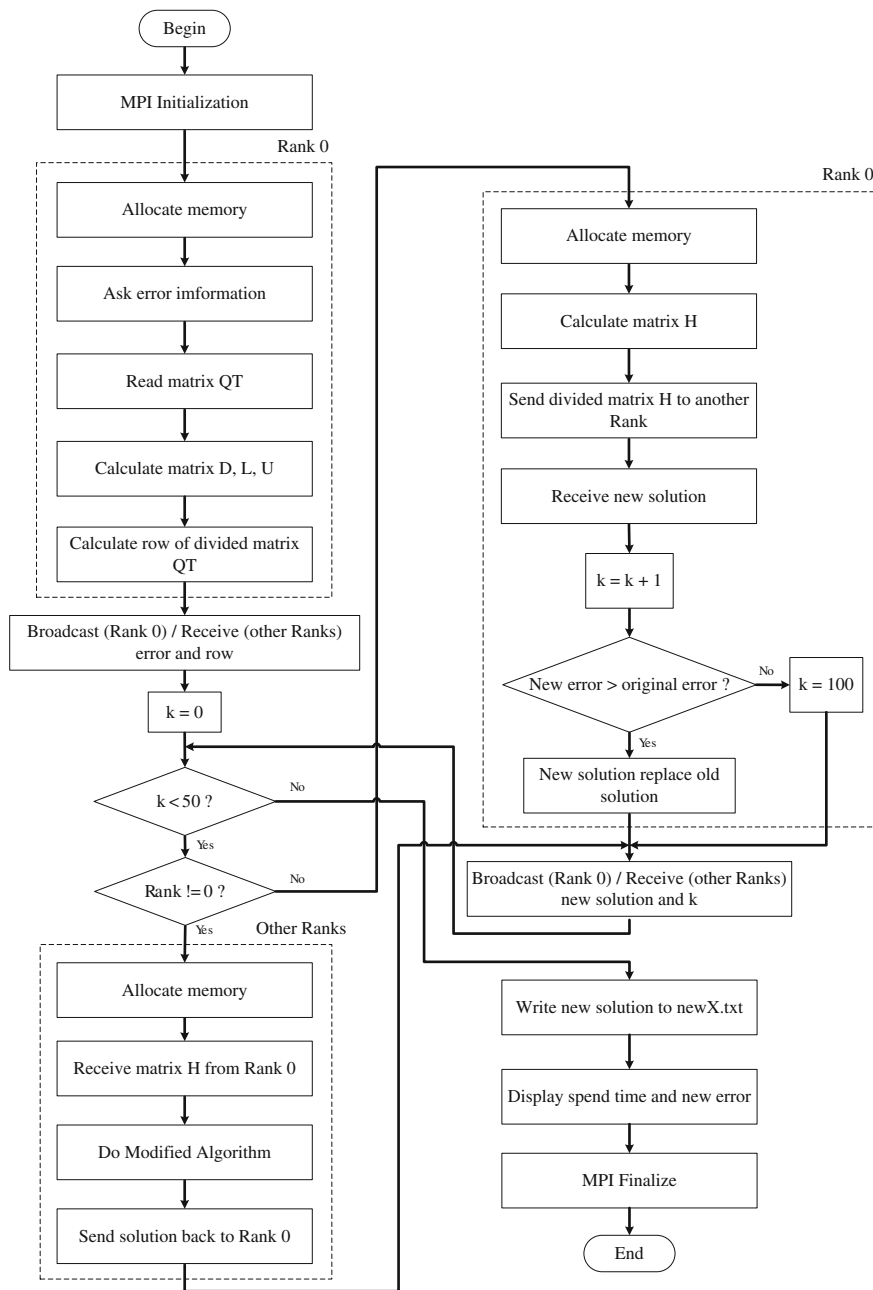 Begin
MPI Initialization
Rank 0
Allocate memory
Ask error imformation
Read matrix QT
Calculate matrix D, L, U
Calculate row of divided matrix
QT
Broadcast (Rank 0) / Receive (other Ranks)
error and row
k = 0
k < 50 ?
No
Yes
Rank != 0 ?
No
Yes
Other Ranks
Allocate memory
Receive matrix H from Rank 0
Do Modified Algorithm
Send solution back to Rank 0
Rank 0
Allocate memory
Calculate matrix H
Send divided matrix H to another
Rank
Receive new solution
k = k + 1
New error > original error ?
No
k = 100
Yes
New solution replace old
solution
Broadcast (Rank 0) / Receive (other Ranks)
new solution and k
Write new solution to newX.txt
Display spend time and new error
MPI Finalize
End